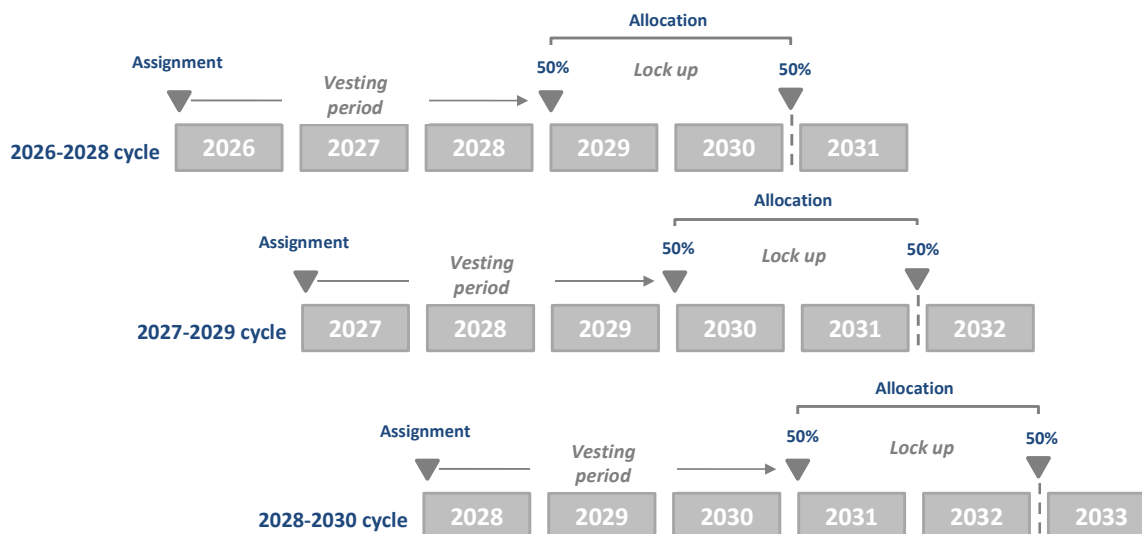 Allocation
Assignment 50% Lock up 50%
Vesting
period
2026-2028 cycle 2026 2027 2028 2029 2030 2031
Allocation
Assignment 50% Lock up 50%
Vesting
period
2027-2029 cycle 2027 2028 2029 2030 2031 2032
Allocation
Assignment 50% Lock up 50%
Vesting
period
2028-2030 cycle 2028 2029 2030 2031 2032 2033